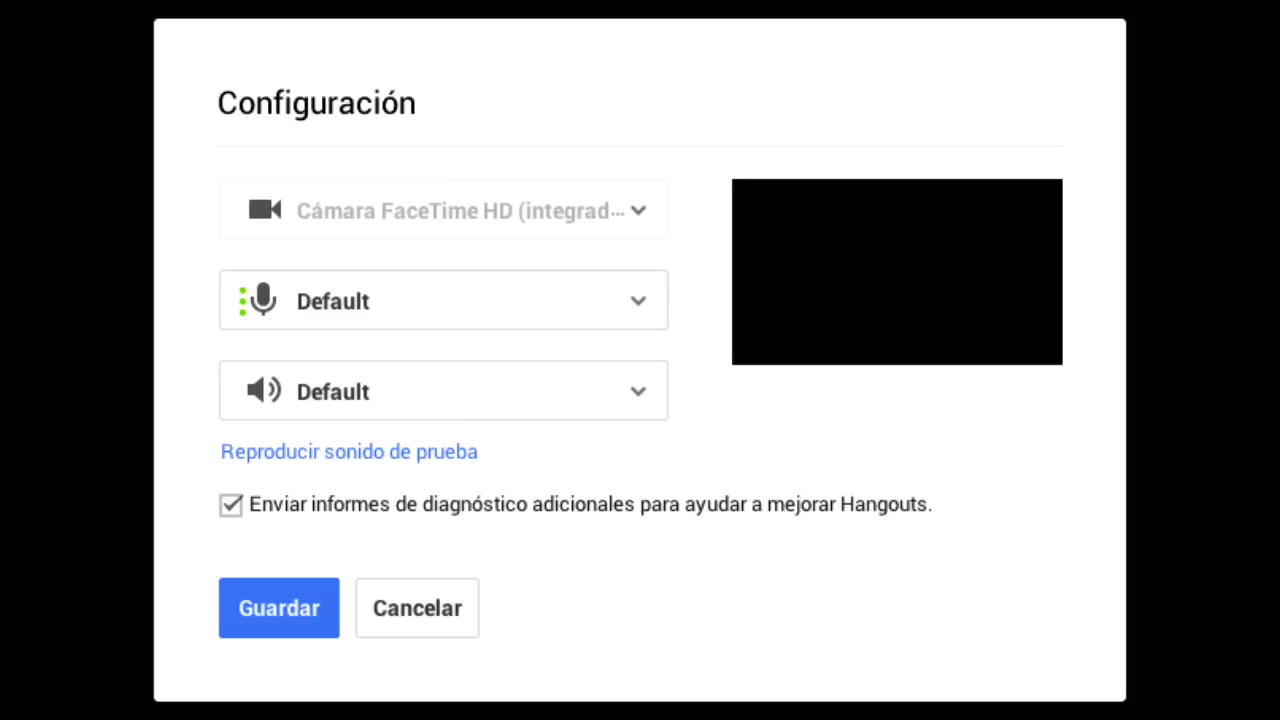 Configuración
Cámara FaceTime HD (integrad...
Default
Default
Reproducir sonido de prueba
Enviar informes de diagnóstico adicionales para ayudar a mejorar Hangouts.
Guardar
Cancelar